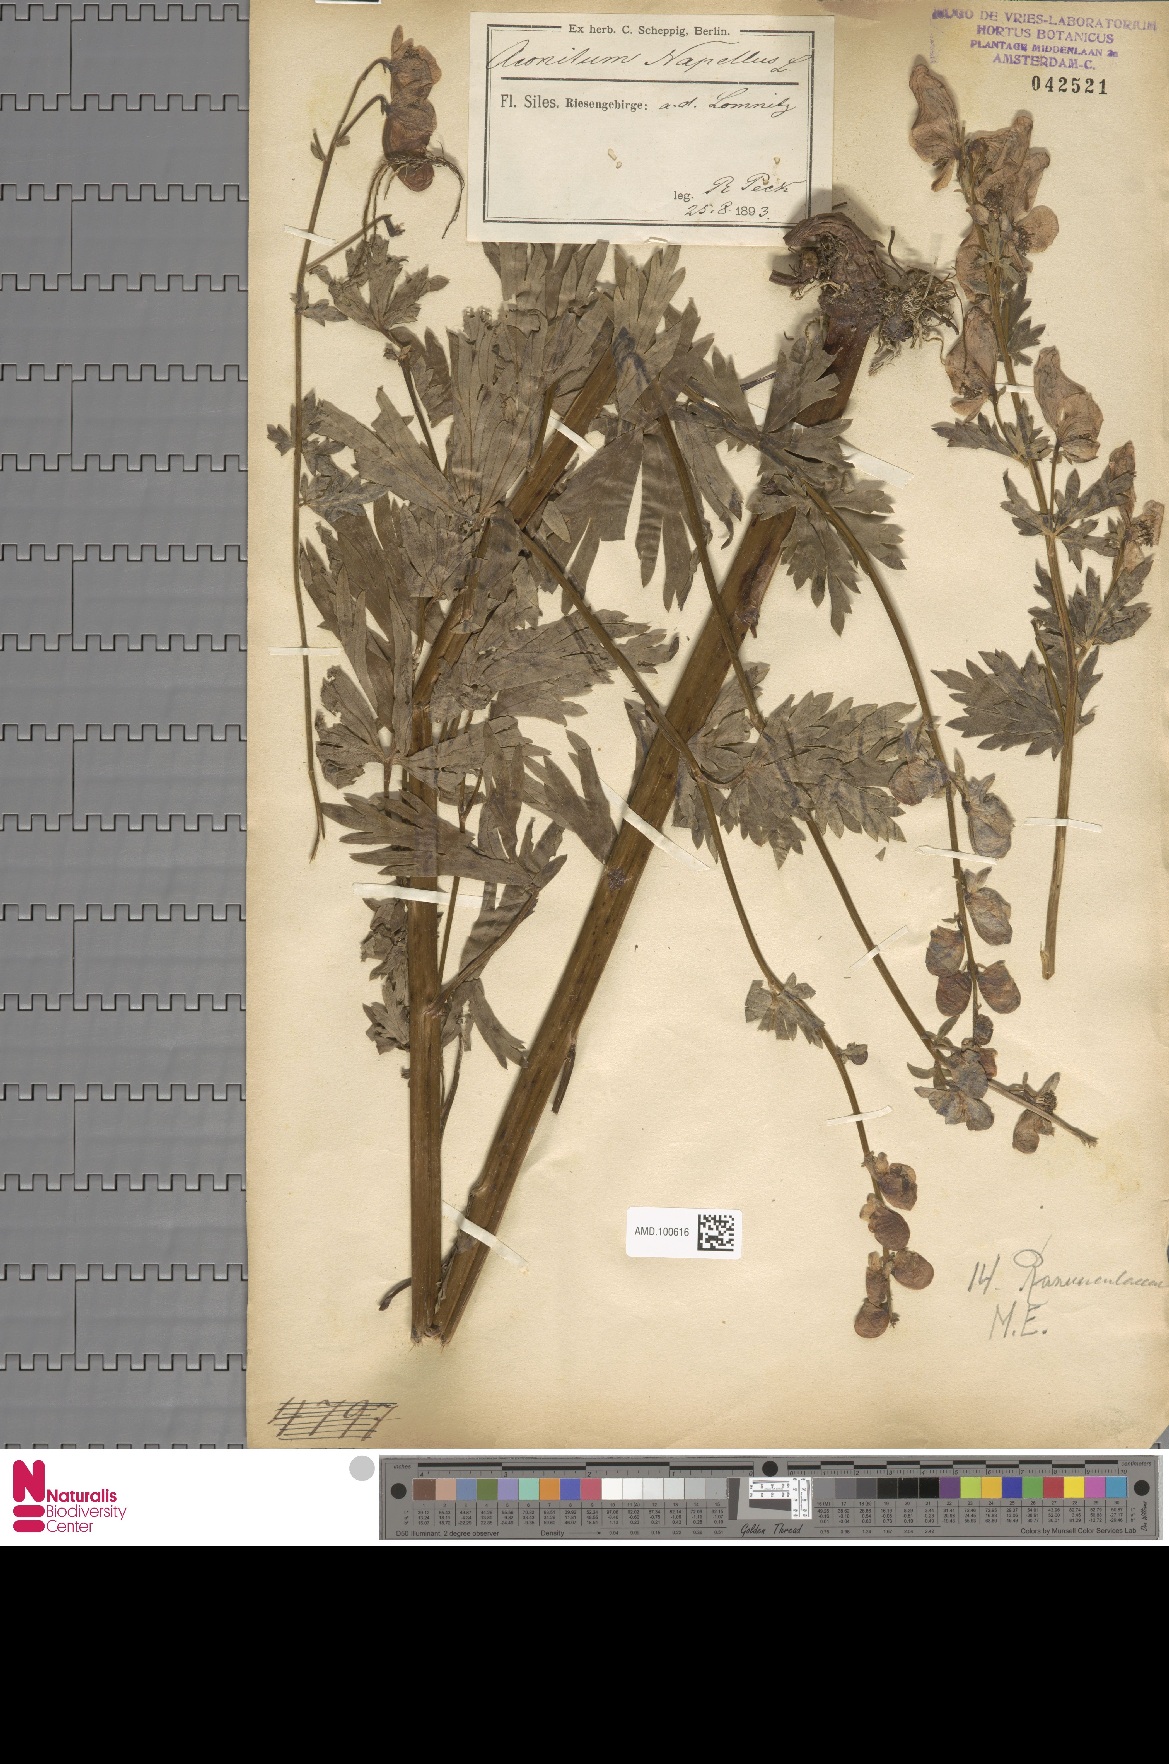 Ex herb. C. Scheppig, Berlin.
Aconitum Napellus L
Fl. Siles. Riesengebirge: a. d. Lomnitz
leg. R Peck
25.8.1893.
HUGO DE VRIES-LABORATORIUM
HORTUS BOTANICUS
PLANTAGE MIDDENLAAN 2a
AMSTERDAM-C.
042521
AMD.100616
14. Ranunculaceae
M.E.
4797
Naturalis
Biodiversity
Center
inches
centimetres
D50 Illuminant, 2 degree observer
Density
Golden Thread
Colors by Munsell Color Services Lab